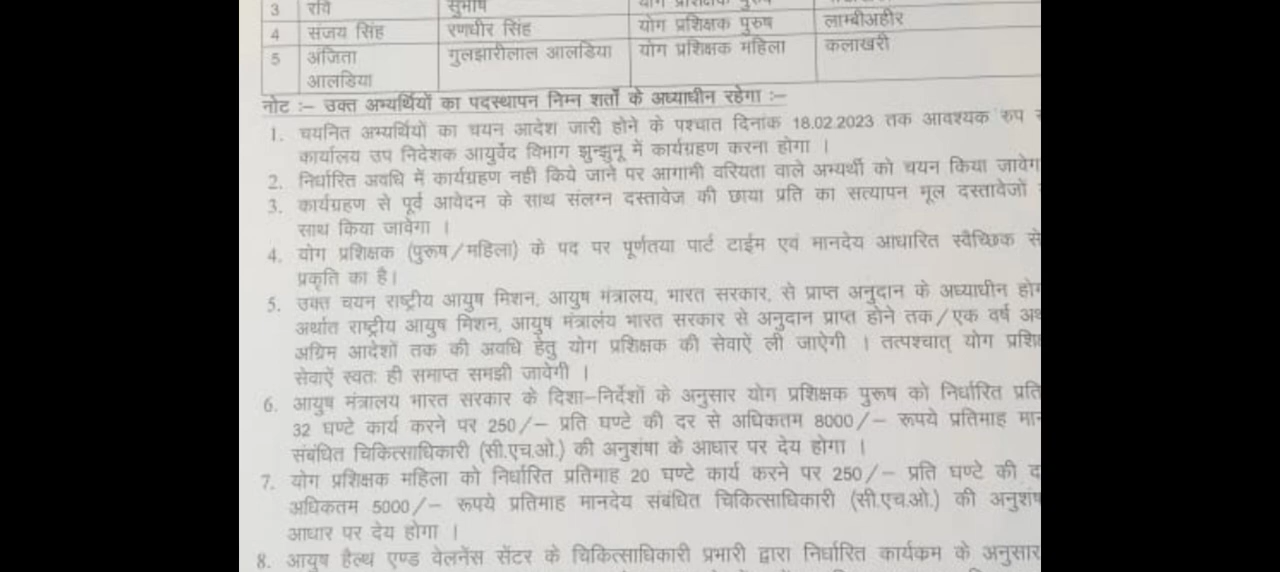 3 रवि सुभाष योग प्रशिक्षक पुरुष
4 संजय सिंह रणधीर सिंह योग प्रशिक्षक पुरुष लाम्बीअहीर
5 अंजिता गुलझारीलाल आलडिया योग प्रशिक्षक महिला कलाखरी
आलडिया
नोट :– उक्त अभ्यर्थियों का पदस्थापन निम्न शर्तों के अध्याधीन रहेगा :–
1. चयनित अभ्यर्थियों का चयन आदेश जारी होने के पश्चात दिनांक 18.02.2023 तक आवश्यक रुप
कार्यालय उप निदेशक आयुर्वेद विभाग झुन्झुनू में कार्यग्रहण करना होगा ।
2. निर्धारित अवधि में कार्यग्रहण नही किये जाने पर आगामी वरियता वाले अभ्यर्थी को चयन किया जावेग
3. कार्यग्रहण से पूर्व आवेदन के साथ संलग्न दस्तावेज की छाया प्रति का सत्यापन मूल दस्तावेजों
साथ किया जावेगा ।
4. योग प्रशिक्षक (पुरूष/महिला) के पद पर पूर्णतया पार्ट टाईम एवं मानदेय आधारित स्वैच्छिक से
प्रकृति का है।
5. उक्त चयन राष्ट्रीय आयुष मिशन, आयुष मंत्रालय, भारत सरकार, से प्राप्त अनुदान के अध्याधीन होग
अर्थात राष्ट्रीय आयुष मिशन, आयुष मंत्रालय भारत सरकार से अनुदान प्राप्त होने तक/एक वर्ष अथ
अग्रिम आदेशों तक की अवधि हेतु योग प्रशिक्षक की सेवाऐं ली जाऐगी । तत्पश्चात् योग प्रशि
सेवाऐं स्वतः ही समाप्त समझी जावेगी ।
6. आयुष मंत्रालय भारत सरकार के दिशा–निर्देशों के अनुसार योग प्रशिक्षक पुरूष को निर्धारित प्रति
32 घण्टे कार्य करने पर 250/– प्रति घण्टे की दर से अधिकतम 8000/– रूपये प्रतिमाह मान
संबंधित चिकित्साधिकारी (सी.एच.ओ.) की अनुशंषा के आधार पर देय होगा ।
7. योग प्रशिक्षक महिला को निर्धारित प्रतिमाह 20 घण्टे कार्य करने पर 250/– प्रति घण्टे की द
अधिकतम 5000/– रूपये प्रतिमाह मानदेय संबंधित चिकित्साधिकारी (सी.एच.ओ.) की अनुशंष
आधार पर देय होगा ।
8. आयुष हैल्थ एण्ड वेलनेंस सेंटर के चिकित्साधिकारी प्रभारी द्वारा निर्धारित कार्यकम के अनुसार